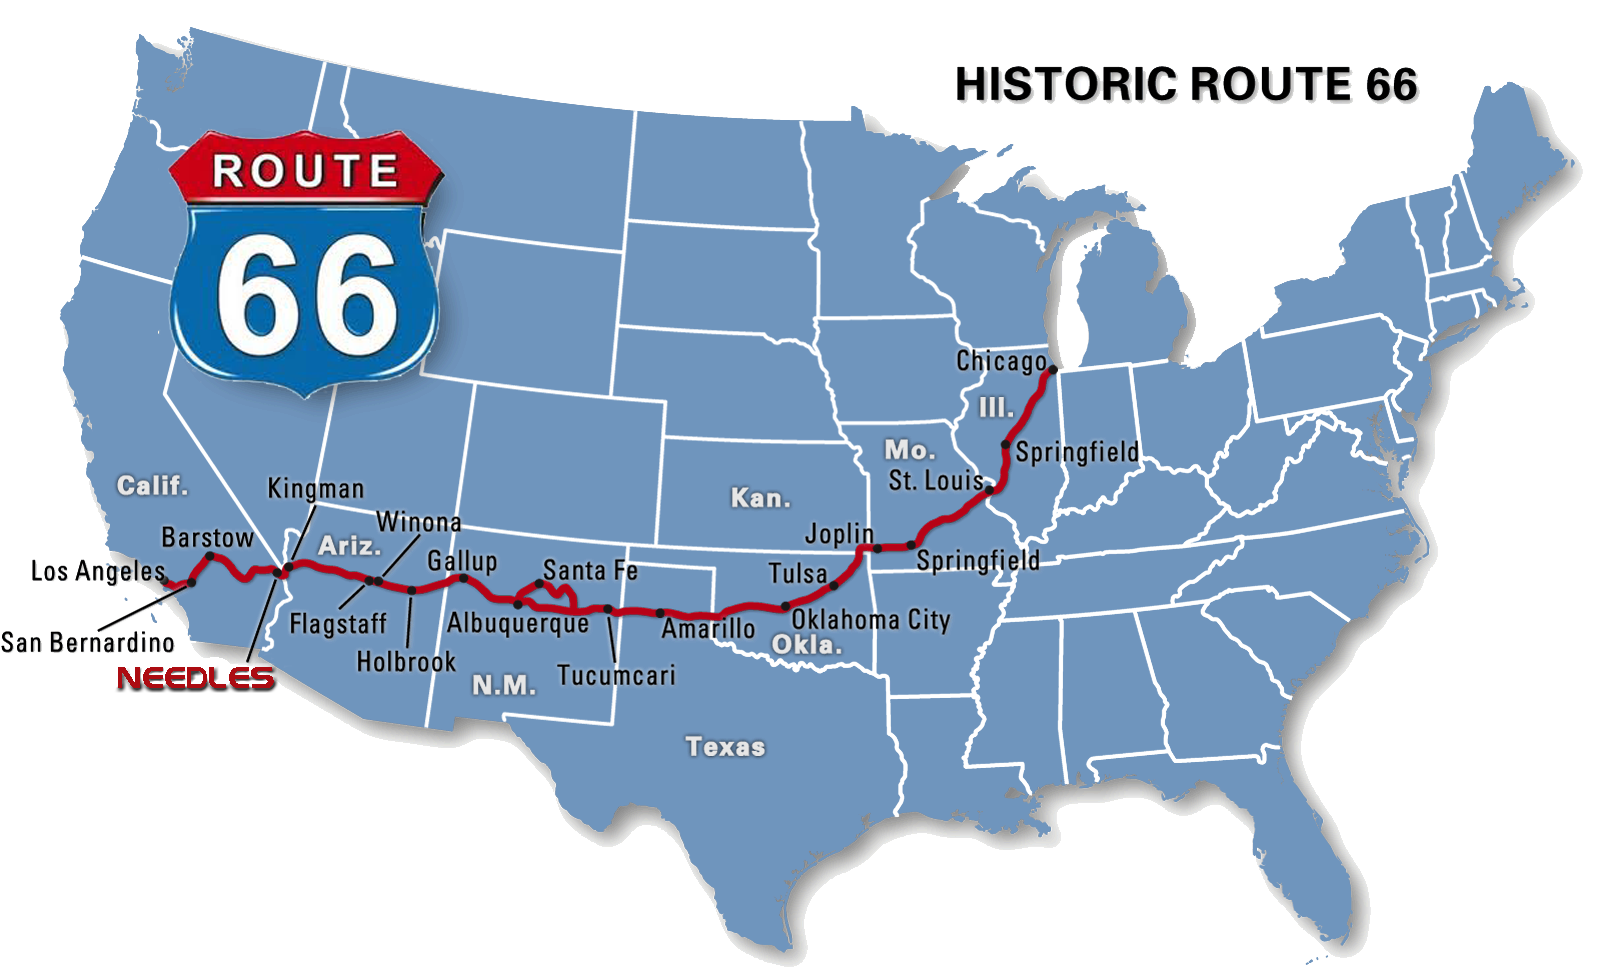 HISTORIC ROUTE 66
ROUTE
66
Chicago
Ill.
Springfield
Mo.
St. Louis
Calif.
Kingman
Kan.
Winona
Barstow
Ariz.
Joplin
Gallup
Santa Fe
Springfield
Los Angeles
Tulsa
Flagstaff
Albuquerque
Amarillo
Oklahoma City
San Bernardino
Okla.
Holbrook
NEEDLES
N.M.
Tucumcari
Texas